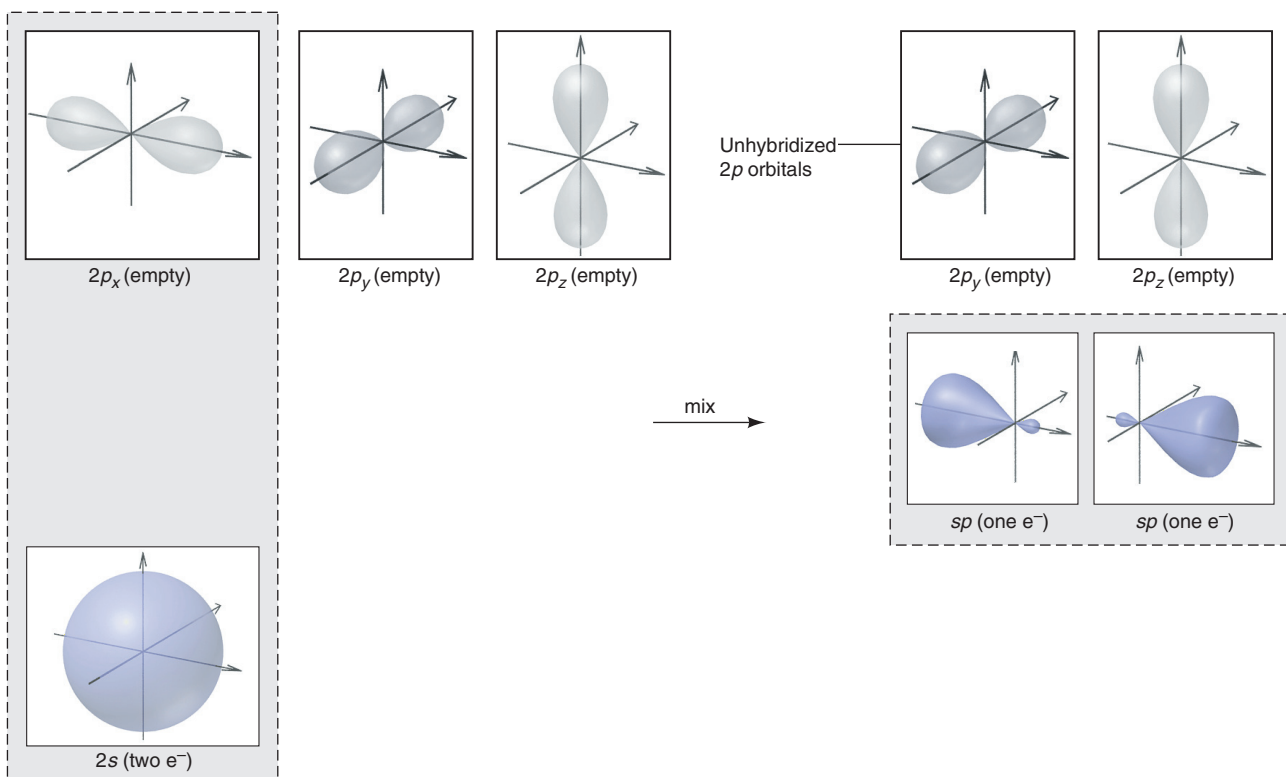 2px (empty)
2py (empty)
2pz (empty)
Unhybridized
2p orbitals
2py (empty)
2pz (empty)
mix
sp (one e–)
sp (one e–)
2s (two e–)